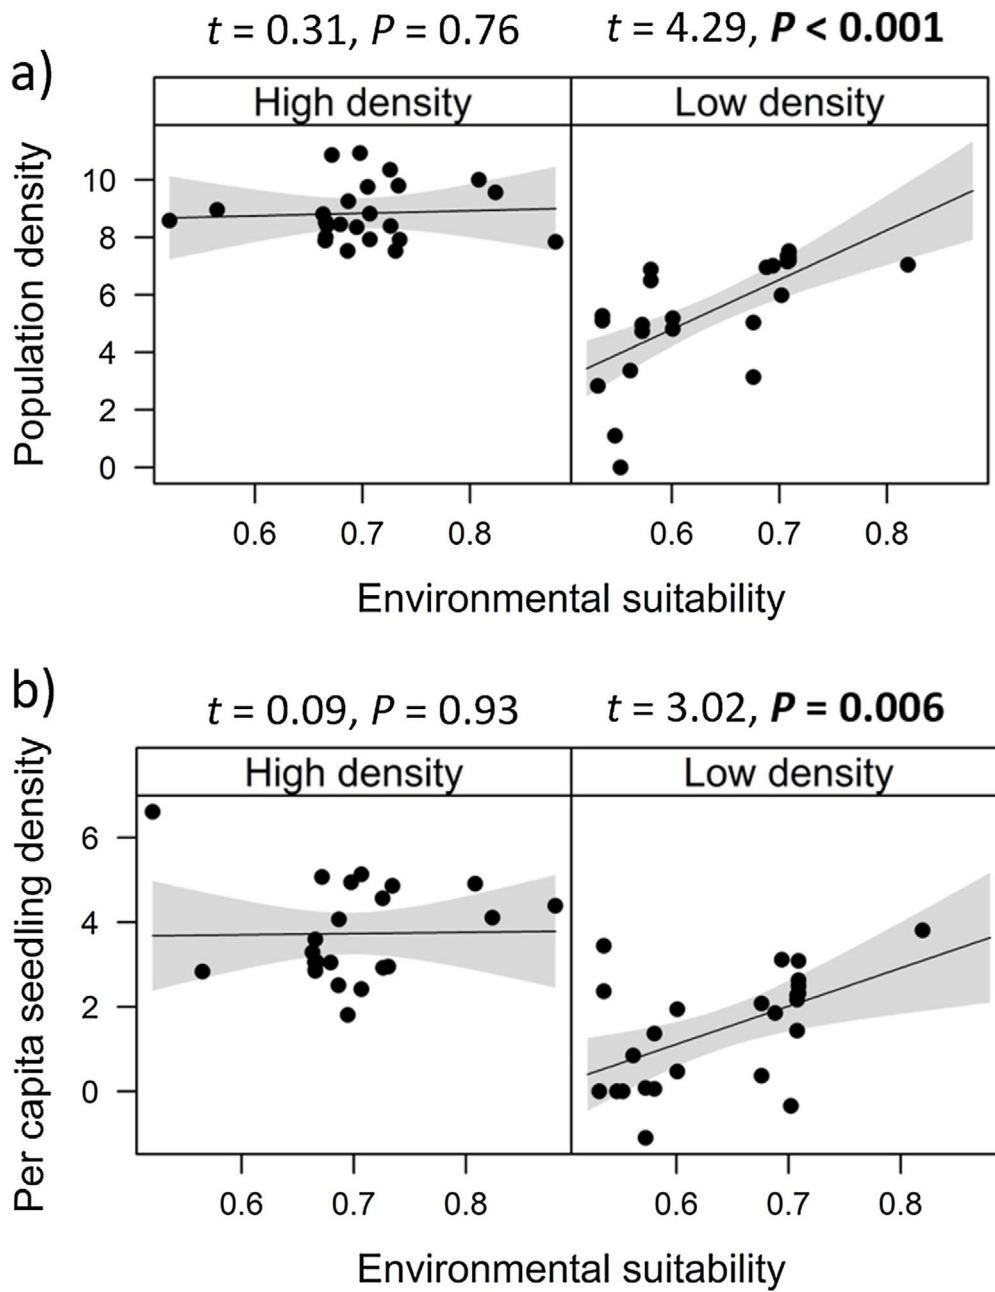 a)
t = 0.31, P = 0.76
t = 4.29, P < 0.001
High density
Low density
Population density
10
8
6
4
2
0
0.6 0.7 0.8 0.6 0.7 0.8
Environmental suitability
b)
t = 0.09, P = 0.93
t = 3.02, P = 0.006
High density
Low density
Per capita seedling density
6
4
2
0
0.6 0.7 0.8 0.6 0.7 0.8
Environmental suitability